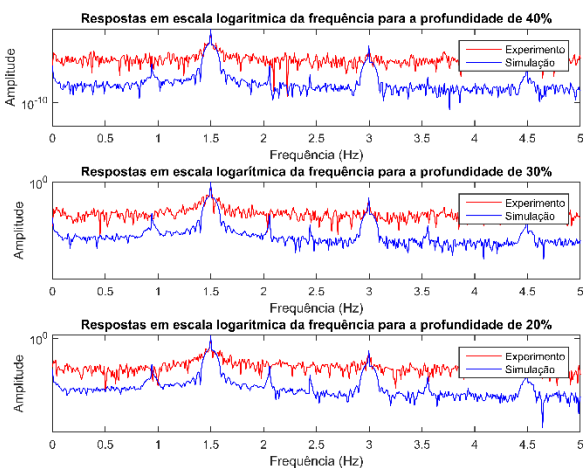 Respostas em escala logarítmica da frequência para a profundidade de 40%
Amplitude
10^-10
Experimento
Simulação
0 0.5 1 1.5 2 2.5 3 3.5 4 4.5 5
Frequência (Hz)
Respostas em escala logarítmica da frequência para a profundidade de 30%
Amplitude
10^0
Experimento
Simulação
0 0.5 1 1.5 2 2.5 3 3.5 4 4.5 5
Frequência (Hz)
Respostas em escala logarítmica da frequência para a profundidade de 20%
Amplitude
10^0
Experimento
Simulação
0 0.5 1 1.5 2 2.5 3 3.5 4 4.5 5
Frequência (Hz)